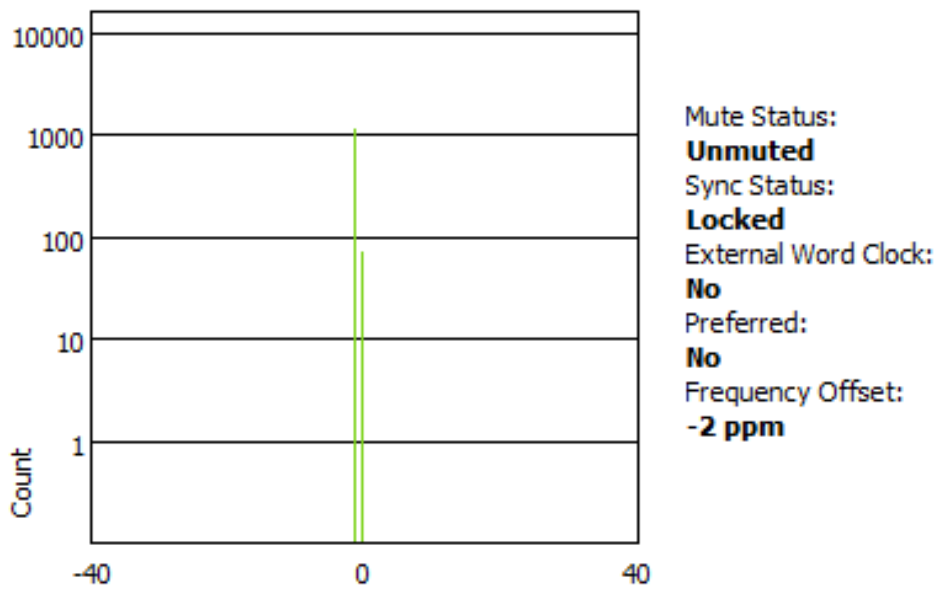 10000
1000
100
10
1
Count
-40
0
40
Mute Status:
Unmuted
Sync Status:
Locked
External Word Clock:
No
Preferred:
No
Frequency Offset:
-2 ppm